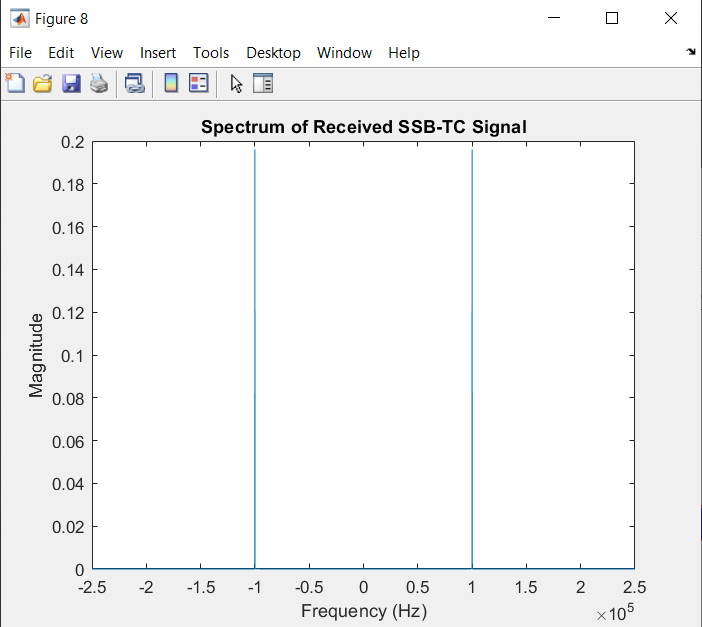 Figure 8
File Edit View Insert Tools Desktop Window Help
Spectrum of Received SSB-TC Signal
0.2
0.18
0.16
0.14
0.12
0.1
0.08
0.06
0.04
0.02
0
Magnitude
-2.5 -2 -1.5 -1 -0.5 0 0.5 1 1.5 2 2.5
Frequency (Hz)
×10⁵